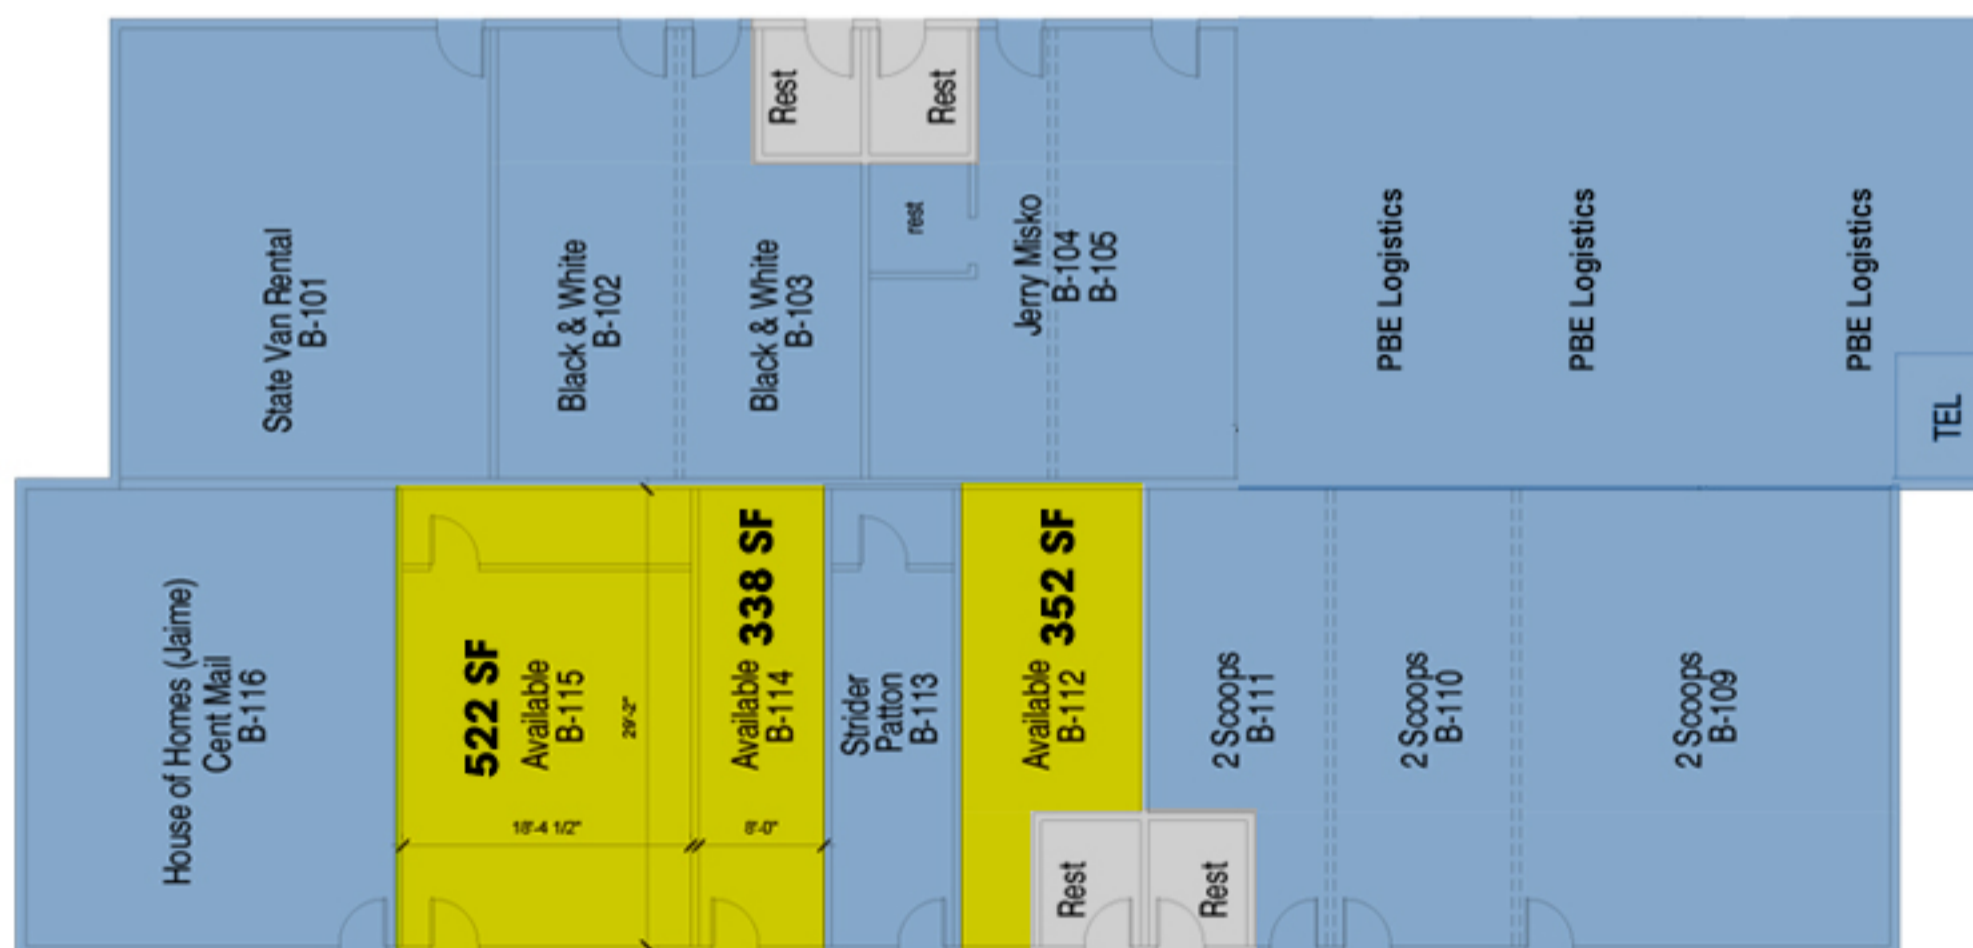 State Van Rental
B-101
Black & White
B-102
Black & White
B-103
Rest
Rest
rest
Jerry Misko
B-104
B-105
PBE Logistics
PBE Logistics
PBE Logistics
TEL
House of Homes (Jaime)
Cent Mail
B-116
522 SF
Available
B-115
29'-2"
18'-4 1/2"
338 SF
Available
B-114
8'-0"
Strider
Patton
B-113
352 SF
Available
B-112
Rest
Rest
2 Scoops
B-111
2 Scoops
B-110
2 Scoops
B-109